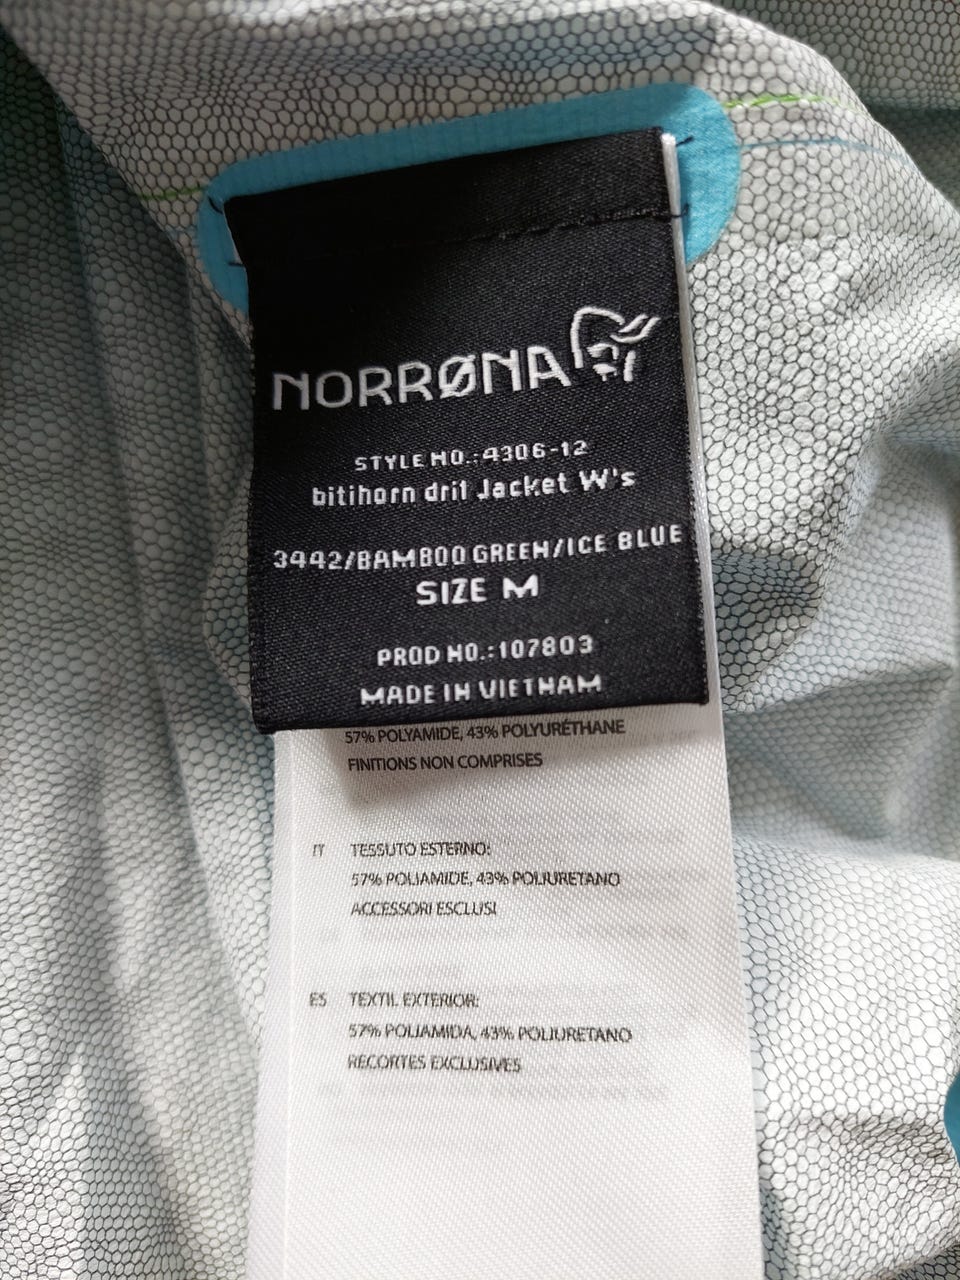 NORRØNA
STYLE NO.:4306-12
bitihorn dri1 Jacket W's
3442/BAMBOO GREEN/ICE BLUE
SIZE M
PROD NO.:107803
MADE IN VIETNAM
57% POLYAMIDE, 43% POLYURÉTHANE
FINITIONS NON COMPRISES
IT TESSUTO ESTERNO:
57% POLIAMIDE, 43% POLIURETANO
ACCESSORI ESCLUSI
ES TEXTIL EXTERIOR:
57% POLIAMIDA, 43% POLIURETANO
RECORTES EXCLUSIVES